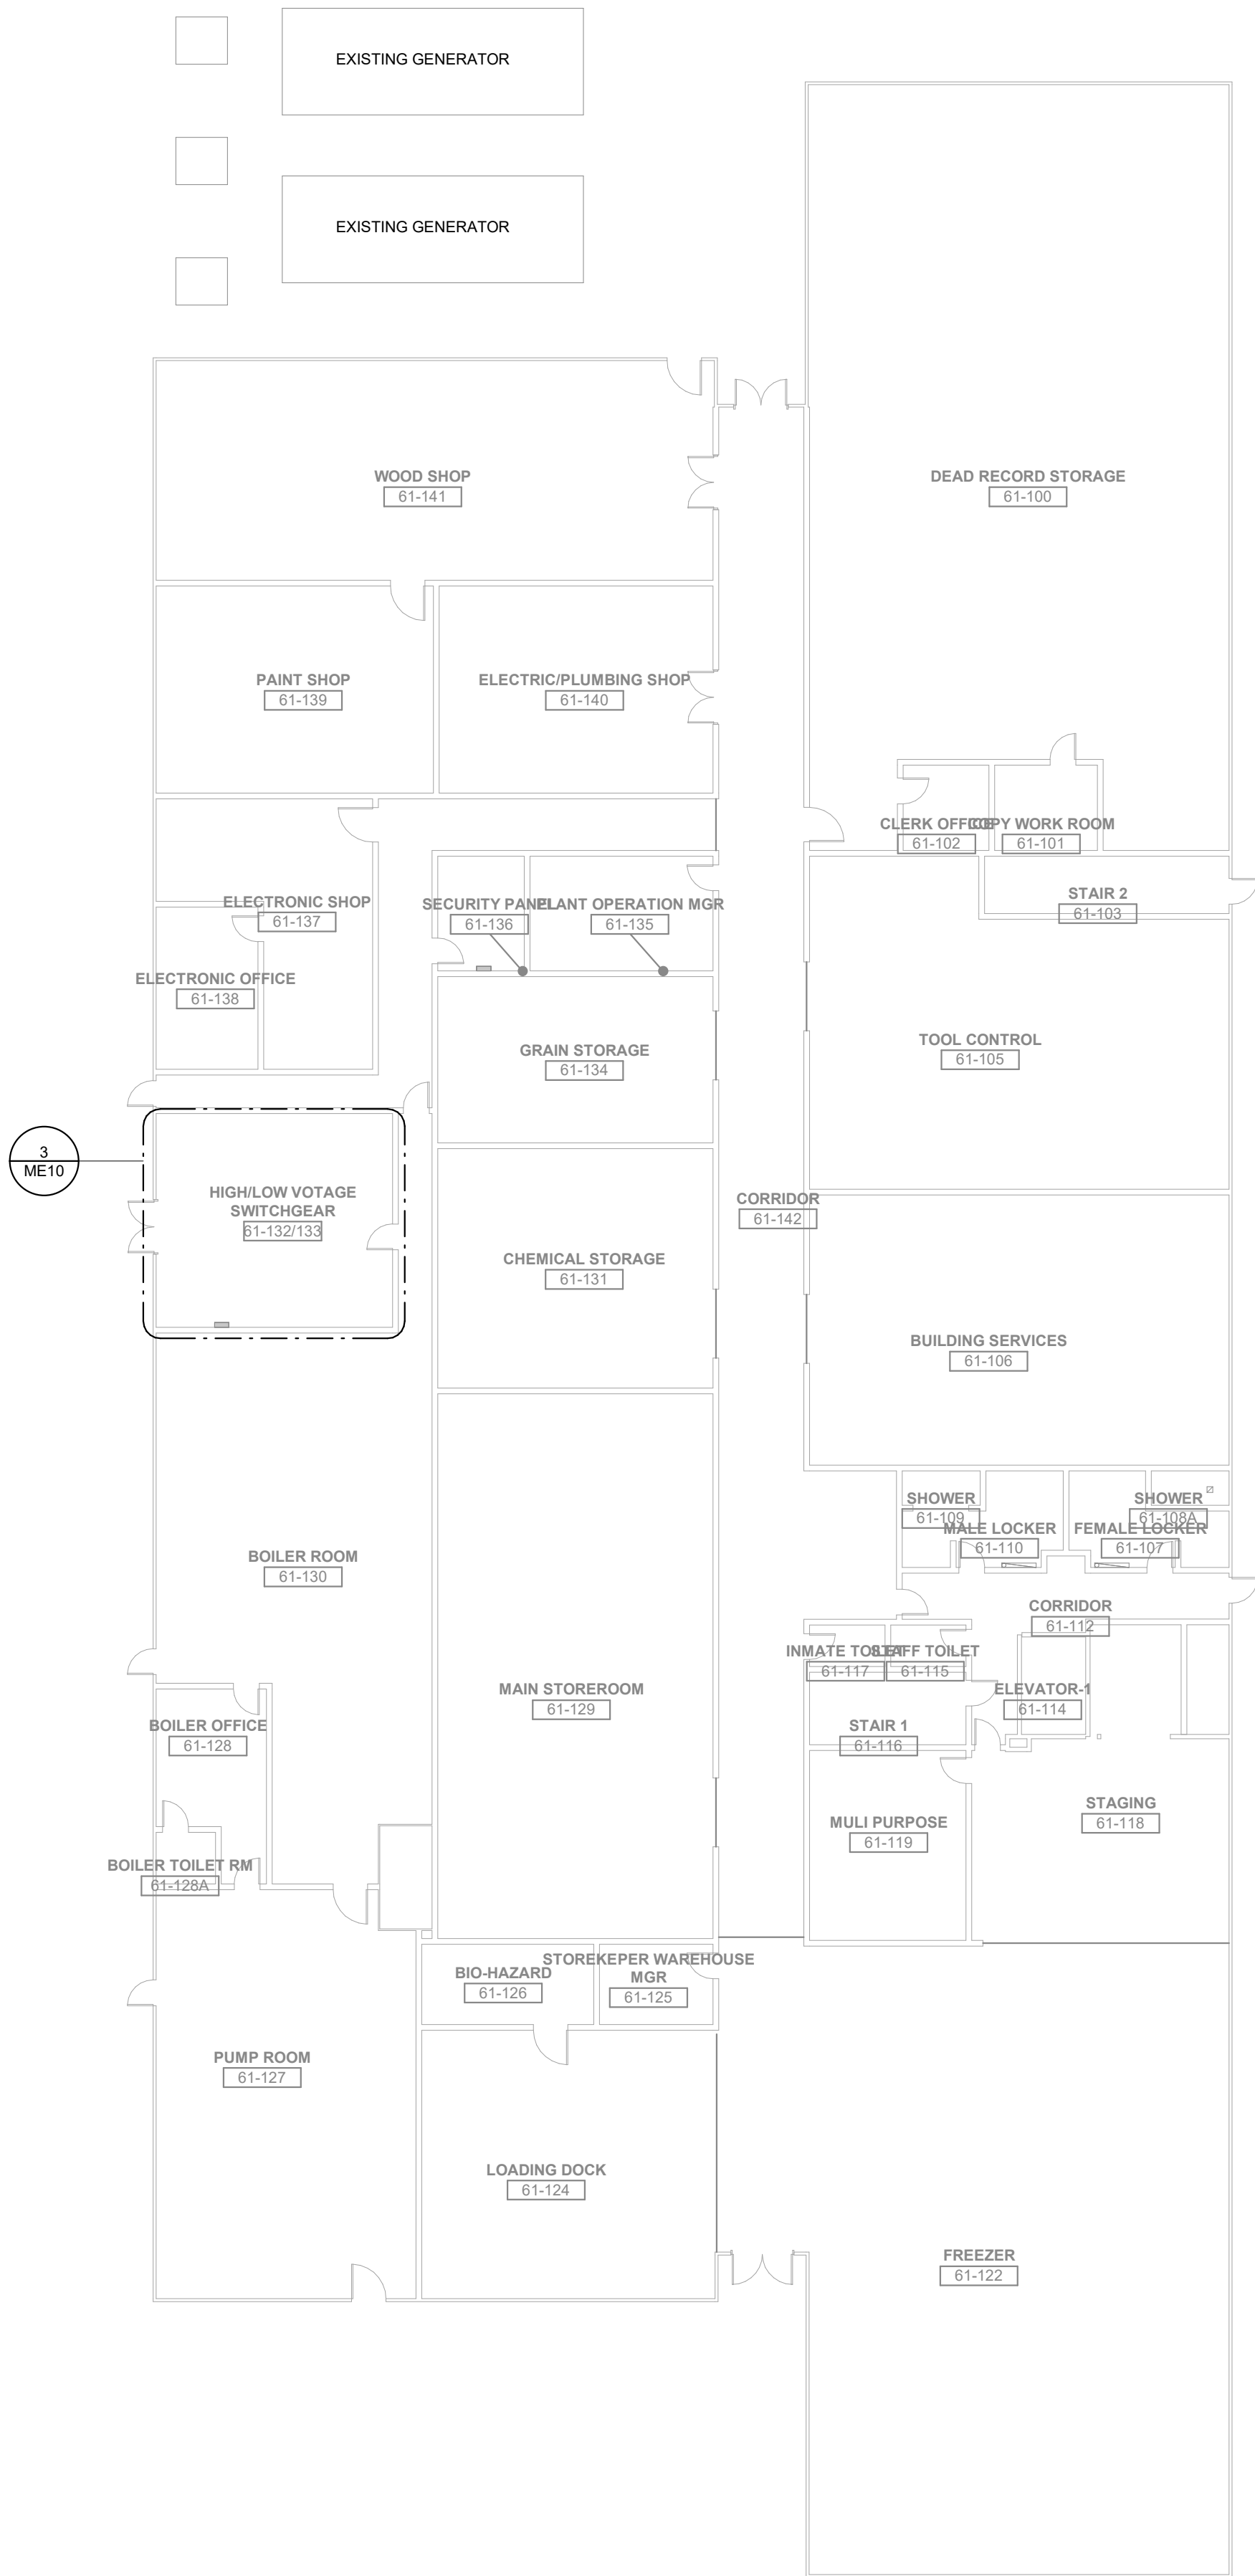 EXISTING GENERATOR
EXISTING GENERATOR
WOOD SHOP
61-141
DEAD RECORD STORAGE
61-100
PAINT SHOP
61-139
ELECTRIC/PLUMBING SHOP
61-140
CLERK OFFICE
61-102
COPY WORK ROOM
61-101
ELECTRONIC SHOP
61-137
SECURITY PANEL
61-136
PLANT OPERATION MGR
61-135
STAIR 2
61-103
ELECTRONIC OFFICE
61-138
GRAIN STORAGE
61-134
TOOL CONTROL
61-105
3
ME10
HIGH/LOW VOTAGE
SWITCHGEAR
61-132/133
CORRIDOR
61-142
CHEMICAL STORAGE
61-131
BUILDING SERVICES
61-106
SHOWER
61-109
SHOWER
61-108A
MALE LOCKER
61-110
FEMALE LOCKER
61-107
BOILER ROOM
61-130
CORRIDOR
61-112
INMATE TOILET
61-117
STAFF TOILET
61-115
MAIN STOREROOM
61-129
ELEVATOR-1
61-114
BOILER OFFICE
61-128
STAIR 1
61-116
STAGING
61-118
MULI PURPOSE
61-119
BOILER TOILET RM
61-128A
BIO-HAZARD
61-126
STOREKEPER WAREHOUSE
MGR
61-125
PUMP ROOM
61-127
LOADING DOCK
61-124
FREEZER
61-122